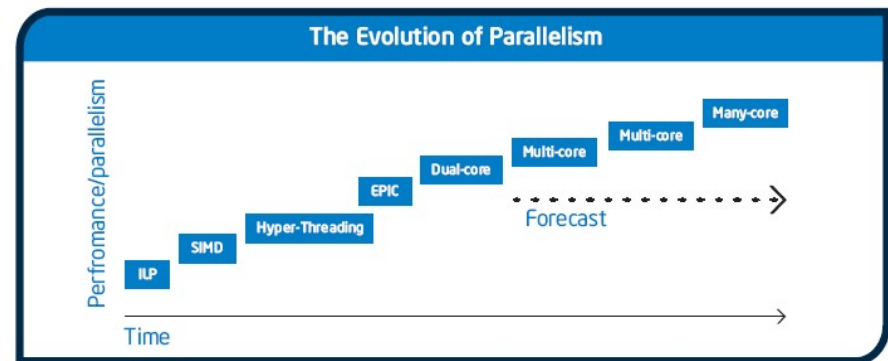 The Evolution of Parallelism
Perfromance/parallelism
Many-core
Multi-core
Multi-core
Dual-core
EPIC
Hyper-Threading
SIMD
ILP
Forecast
Time